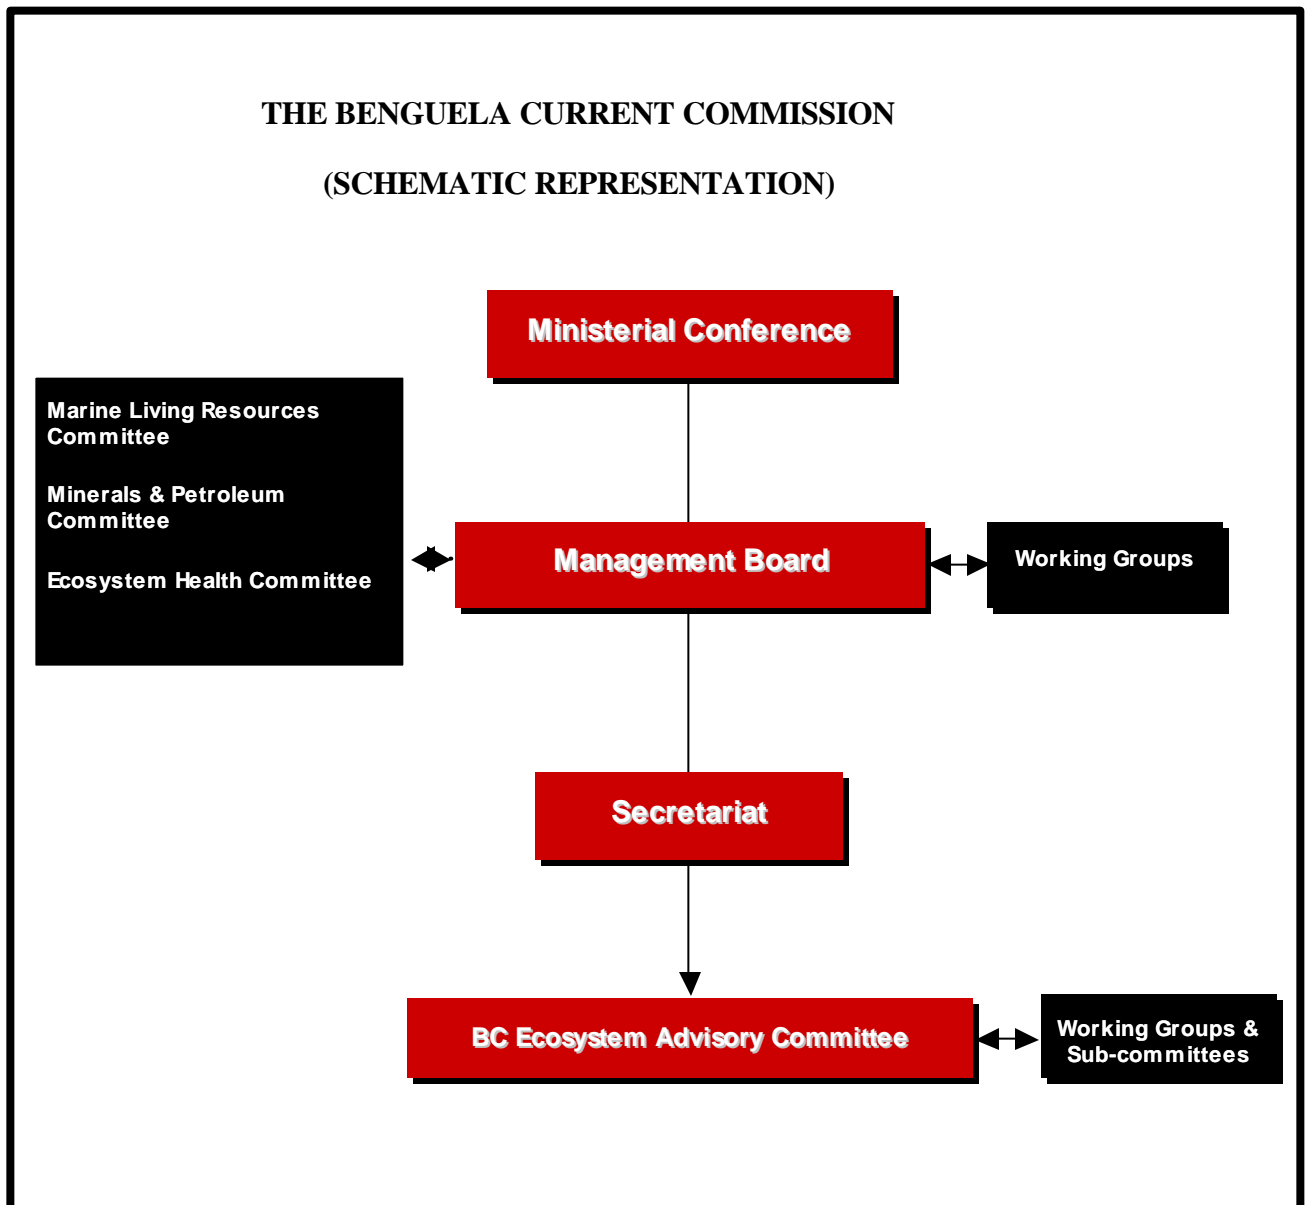 THE BENGUELA CURRENT COMMISSION
(SCHEMATIC REPRESENTATION)
Ministerial Conference
Marine Living Resources
Committee
Minerals & Petroleum
Committee
Ecosystem Health Committee
Management Board
Working Groups
Secretariat
BC Ecosystem Advisory Committee
Working Groups &
Sub-committees